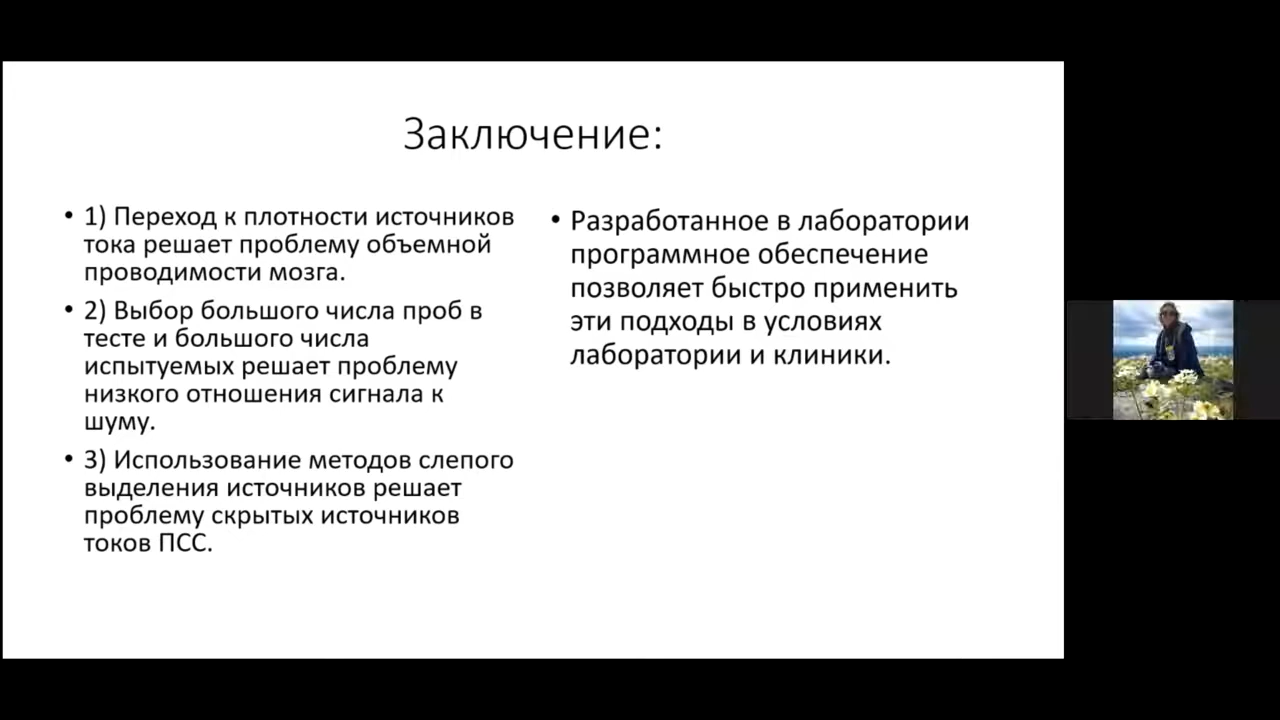 Заключение:
• 1) Переход к плотности источников
тока решает проблему объемной
проводимости мозга.
• 2) Выбор большого числа проб в
тесте и большого числа
испытуемых решает проблему
низкого отношения сигнала к
шуму.
• 3) Использование методов слепого
выделения источников решает
проблему скрытых источников
токов ПСС.
• Разработанное в лаборатории
программное обеспечение
позволяет быстро применить
эти подходы в условиях
лаборатории и клиники.